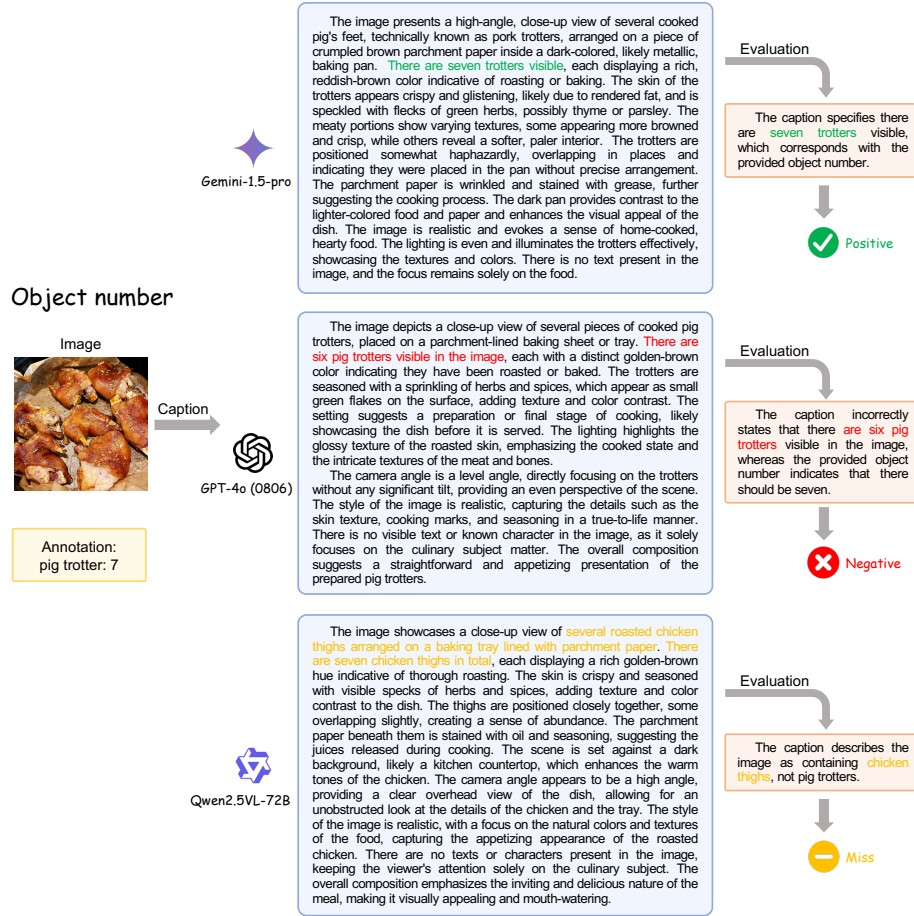 The image presents a high-angle, close-up view of several cooked
pig's feet, technically known as pork trotters, arranged on a piece of
crumpled brown parchment paper inside a dark-colored, likely metallic,
baking pan. There are seven trotters visible, each displaying a rich,
reddish-brown color indicative of roasting or baking. The skin of the
trotters appears crispy and glistening, likely due to rendered fat, and is
speckled with flecks of green herbs, possibly thyme or parsley. The
meaty portions show varying textures, some appearing more browned
and crisp, while others reveal a softer, paler interior. The trotters are
positioned somewhat haphazardly, overlapping in places and
indicating they were placed in the pan without precise arrangement.
The parchment paper is wrinkled and stained with grease, further
suggesting the cooking process. The dark pan provides contrast to the
lighter-colored food and paper and enhances the visual appeal of the
dish. The image is realistic and evokes a sense of home-cooked,
hearty food. The lighting is even and illuminates the trotters effectively,
showcasing the textures and colors. There is no text present in the
image, and the focus remains solely on the food.
Gemini-1.5-pro
Evaluation
The caption specifies there
are seven trotters visible,
which corresponds with the
provided object number.
Positive
Object number
Image
Caption
Annotation:
pig trotter: 7
The image depicts a close-up view of several pieces of cooked pig
trotters, placed on a parchment-lined baking sheet or tray. There are
six pig trotters visible in the image, each with a distinct golden-brown
color indicating they have been roasted or baked. The trotters are
seasoned with a sprinkling of herbs and spices, which appear as small
green flakes on the surface, adding texture and color contrast. The
setting suggests a preparation or final stage of cooking, likely
showcasing the dish before it is served. The lighting highlights the
glossy texture of the roasted skin, emphasizing the cooked state and
the intricate textures of the meat and bones.
The camera angle is a level angle, directly focusing on the trotters
without any significant tilt, providing an even perspective of the scene.
The style of the image is realistic, capturing the details such as the
skin texture, cooking marks, and seasoning in a true-to-life manner.
There is no visible text or known character in the image, as it solely
focuses on the culinary subject matter. The overall composition
suggests a straightforward and appetizing presentation of the
prepared pig trotters.
GPT-4o (0806)
Evaluation
The caption incorrectly
states that there are six pig
trotters visible in the image,
whereas the provided object
number indicates that there
should be seven.
Negative
The image showcases a close-up view of several roasted chicken
thighs arranged on a baking tray lined with parchment paper. There
are seven chicken thighs in total, each displaying a rich golden-brown
hue indicative of thorough roasting. The skin is crispy and seasoned
with visible specks of herbs and spices, adding texture and color
contrast to the dish. The thighs are positioned closely together, some
overlapping slightly, creating a sense of abundance. The parchment
paper beneath them is stained with oil and seasoning, suggesting the
juices released during cooking. The scene is set against a dark
background, likely a kitchen countertop, which enhances the warm
tones of the chicken. The camera angle appears to be a high angle,
providing a clear overhead view of the dish, allowing for an
unobstructed look at the details of the chicken and the tray. The style
of the image is realistic, with a focus on the natural colors and textures
of the food, capturing the appetizing appearance of the roasted
chicken. There are no texts or characters present in the image,
keeping the viewer's attention solely on the culinary subject. The
overall composition emphasizes the inviting and delicious nature of the
meal, making it visually appealing and mouth-watering.
Qwen2.5VL-72B
Evaluation
The caption describes the
image as containing chicken
thighs, not pig trotters.
Miss